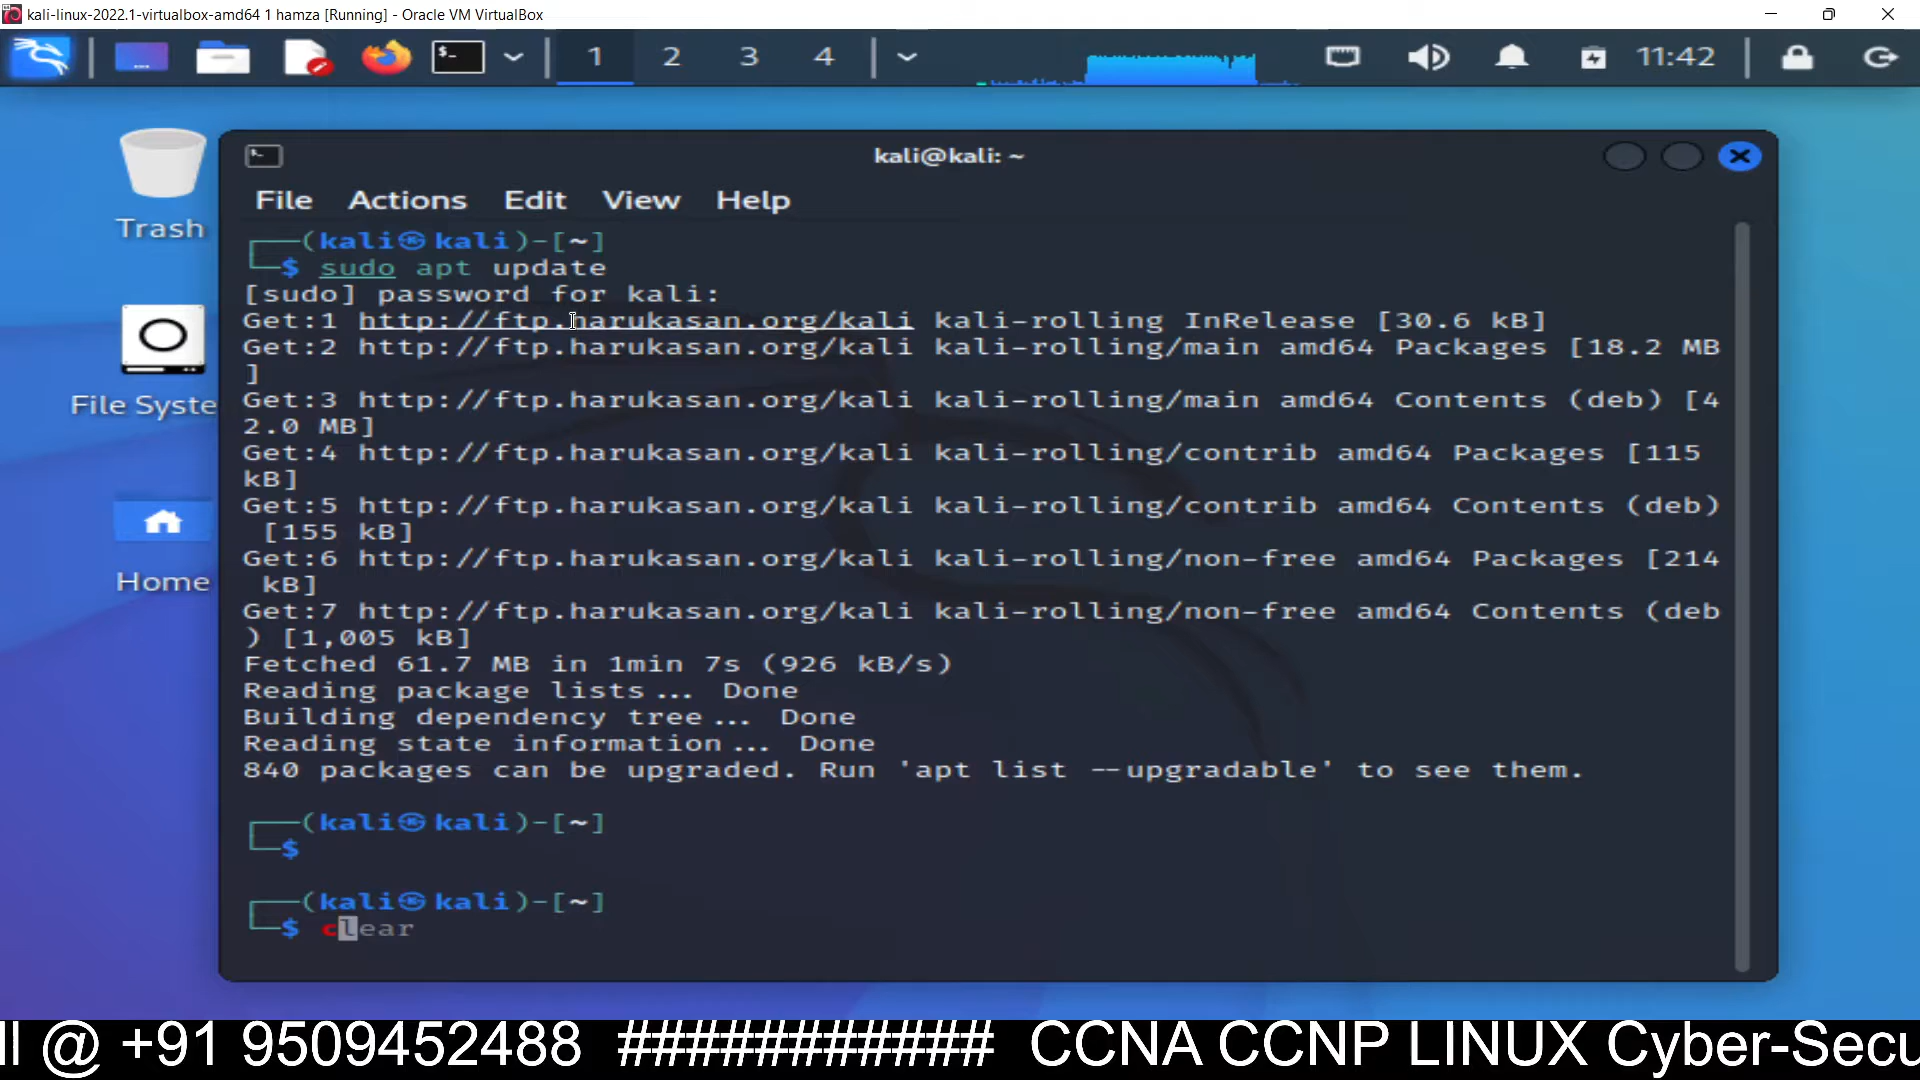 kali-linux-2022.1-virtualbox-amd64 1 hamza [Running] - Oracle VM VirtualBox
1 2 3 4 11:42
kali@kali: ~
File Actions Edit View Help
Trash
File Syste
Home
┌──(kali㉿kali)-[~]
└─$ sudo apt update
[sudo] password for kali:
Get:1 http://ftp.harukasan.org/kali kali-rolling InRelease [30.6 kB]
Get:2 http://ftp.harukasan.org/kali kali-rolling/main amd64 Packages [18.2 MB
]
Get:3 http://ftp.harukasan.org/kali kali-rolling/main amd64 Contents (deb) [4
2.0 MB]
Get:4 http://ftp.harukasan.org/kali kali-rolling/contrib amd64 Packages [115
kB]
Get:5 http://ftp.harukasan.org/kali kali-rolling/contrib amd64 Contents (deb)
[155 kB]
Get:6 http://ftp.harukasan.org/kali kali-rolling/non-free amd64 Packages [214
kB]
Get:7 http://ftp.harukasan.org/kali kali-rolling/non-free amd64 Contents (deb
) [1,005 kB]
Fetched 61.7 MB in 1min 7s (926 kB/s)
Reading package lists... Done
Building dependency tree... Done
Reading state information... Done
840 packages can be upgraded. Run 'apt list --upgradable' to see them.
┌──(kali㉿kali)-[~]
└─$
┌──(kali㉿kali)-[~]
└─$ clear
ll @ +91 9509452488 ########### CCNA CCNP LINUX Cyber-Secu